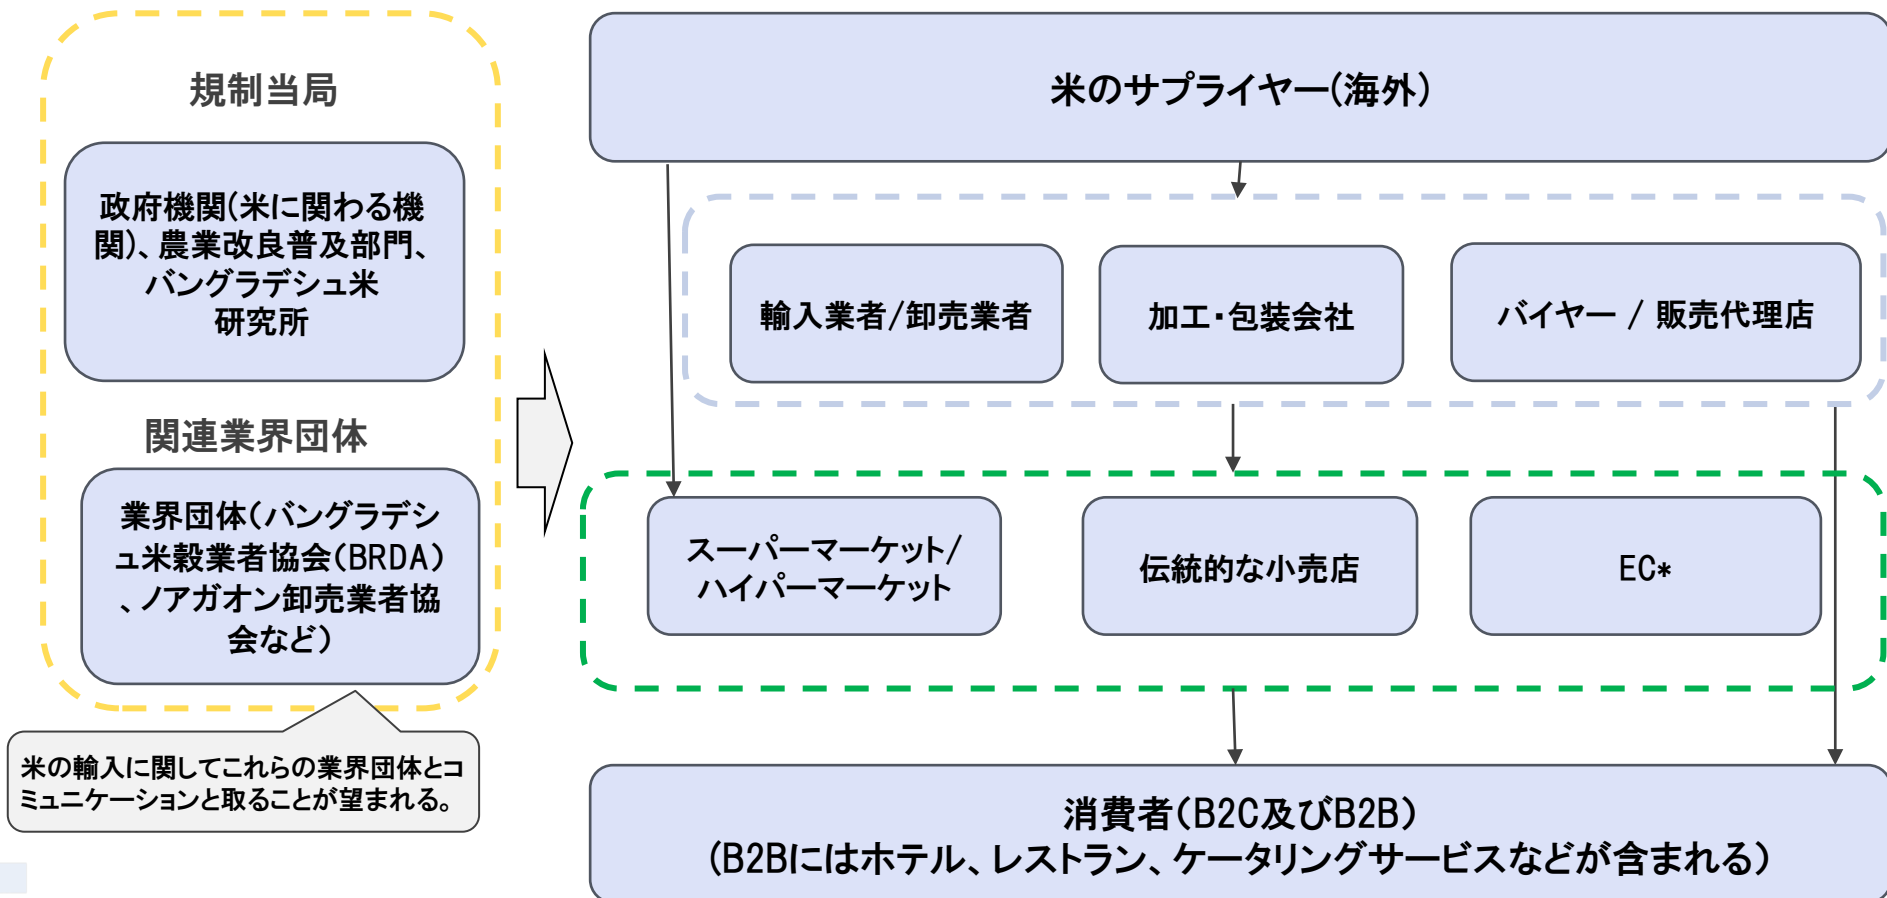 規制当局
政府機関(米に関わる機
関)、農業改良普及部門、
バングラデシュ米
研究所
関連業界団体
業界団体(バングラデシ
ュ米穀業者協会(BRDA)
、ノアガオン卸売業者協
会など)
米の輸入に関してこれらの業界団体とコ
ミュニケーションと取ることが望まれる。
米のサプライヤー(海外)
輸入業者/卸売業者
加工・包装会社
バイヤー / 販売代理店
スーパーマーケット/
ハイパーマーケット
伝統的な小売店
EC*
消費者(B2C及びB2B)
(B2Bにはホテル、レストラン、ケータリングサービスなどが含まれる)